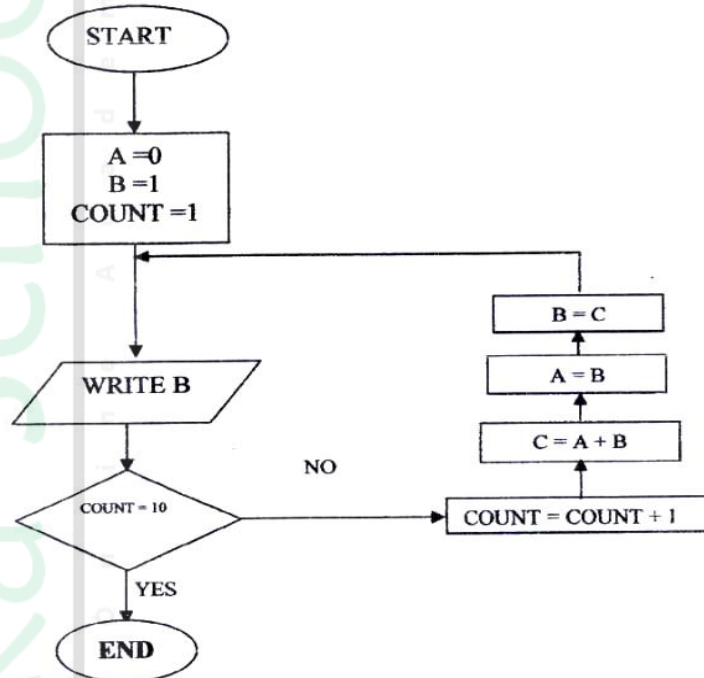 START
A =0
B =1
COUNT =1
B = C
A = B
WRITE B
C = A + B
NO
COUNT = 10
COUNT = COUNT + 1
YES
END